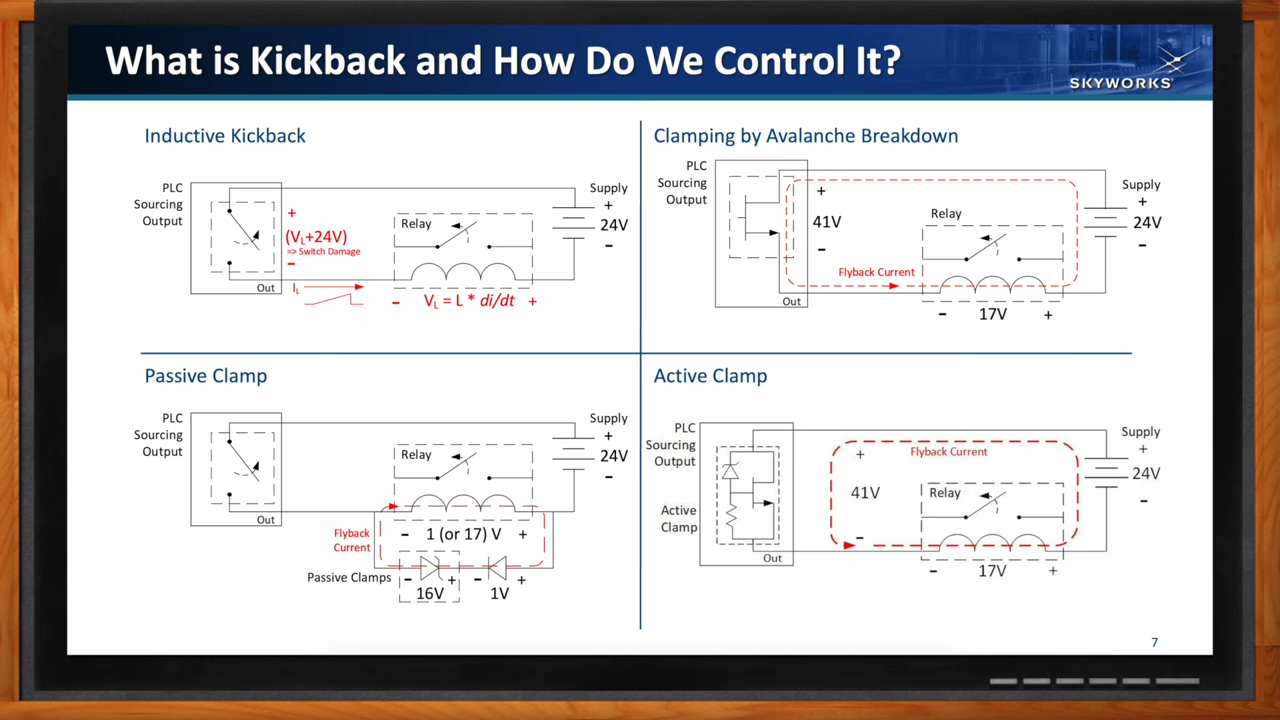 What is Kickback and How Do We Control It?
SKYWORKS®
Inductive Kickback
PLC
Sourcing
Output
+
(VL+24V)
=> Switch Damage
-
Out
IL
Relay
- VL = L * di/dt +
Supply
+
24V
-
Clamping by Avalanche Breakdown
PLC
Sourcing
Output
+
41V
-
Flyback Current
Out
Relay
- 17V +
Supply
+
24V
-
Passive Clamp
PLC
Sourcing
Output
Out
Relay
Supply
+
24V
-
Flyback
Current
- 1 (or 17) V +
Passive Clamps
- + - +
16V 1V
Active Clamp
PLC
Sourcing
Output
Active
Clamp
Out
+
41V
-
Flyback Current
Relay
- 17V +
Supply
+
24V
-
7